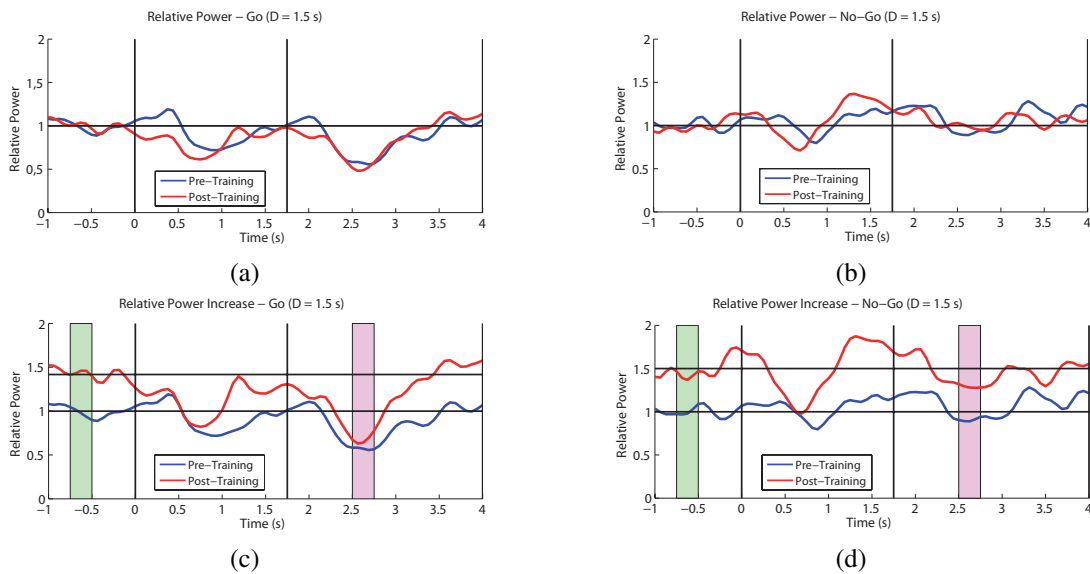 Relative Power – Go (D = 1.5 s)
2
1.5
1
0,5
0
Relative Power
Pre–Training
Post–Training
−1 −0.5 0 0.5 1 1.5 2 2.5 3 3.5 4
Time (s)
(a)
Relative Power – No–Go (D = 1.5 s)
2
1.5
1
0.5
0
Relative Power
Pre–Training
Post–Training
−1 −0.5 0 0.5 1 1.5 2 2.5 3 3.5 4
Time (s)
(b)
Relative Power Increase – Go (D = 1.5 s)
2
1.5
1
0.5
0
Relative Power
Pre–Training
Post–Training
−1 −0.5 0 0.5 1 1.5 2 2.5 3 3.5 4
Time (s)
(c)
Relative Power Increase – No–Go (D = 1.5 s)
2
1.5
1
0.5
0
Relative Power
Pre–Training
Post–Training
−1 −0.5 0 0.5 1 1.5 2 2.5 3 3.5 4
Time (s)
(d)